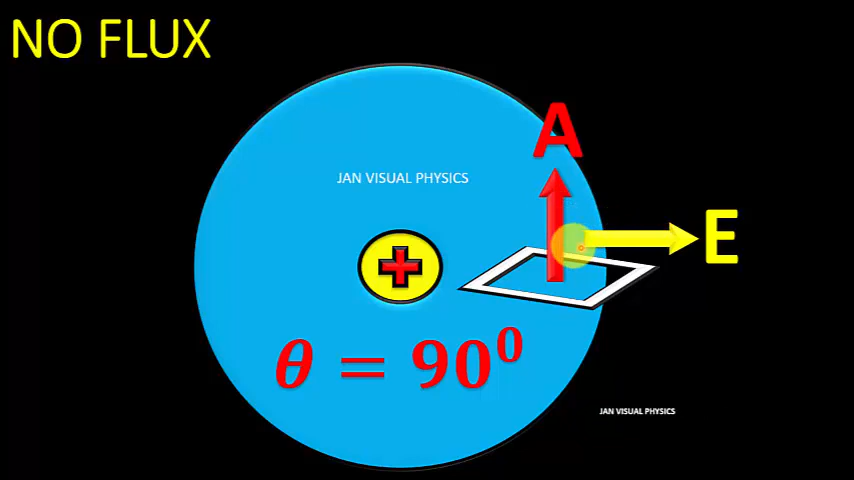 NO FLUX
A
JAN VISUAL PHYSICS
E
θ = 90⁰
JAN VISUAL PHYSICS